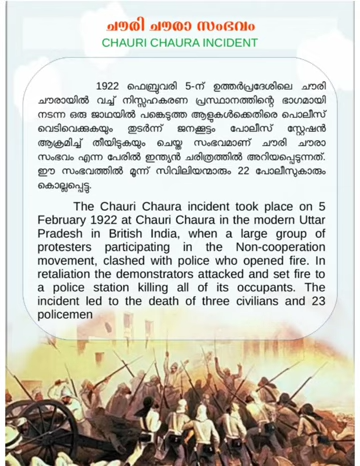 ചൗരി ചൗരാ സംഭവം
CHAURI CHAURA INCIDENT
1922 ഫെബ്രുവരി 5-ന് ഉത്തർപ്രദേശിലെ ചൗരി
ചൗരായിൽ വച്ച് നിസ്സഹകരണ പ്രസ്ഥാനത്തിന്റെ ഭാഗമായി
നടന്ന ഒരു ജാഥയിൽ പങ്കെടുത്ത ആളുകൾക്കെതിരെ പൊലീസ്
വെടിവെക്കുകയും തുടർന്ന് ജനക്കൂട്ടം പോലീസ് സ്റ്റേഷൻ
ആക്രമിച്ച് തീയിടുകയും ചെയ്ത സംഭവമാണ് ചൗരി ചൗരാ
സംഭവം എന്ന പേരിൽ ഇന്ത്യൻ ചരിത്രത്തിൽ അറിയപ്പെടുന്നത്.
ഈ സംഭവത്തിൽ മൂന്ന് സിവിലിയന്മാരും 22 പോലീസുകാരും
കൊല്ലപ്പെട്ടു.
The Chauri Chaura incident took place on 5
February 1922 at Chauri Chaura in the modern Uttar
Pradesh in British India, when a large group of
protesters participating in the Non-cooperation
movement, clashed with police who opened fire. In
retaliation the demonstrators attacked and set fire to
a police station killing all of its occupants. The
incident led to the death of three civilians and 23
policemen